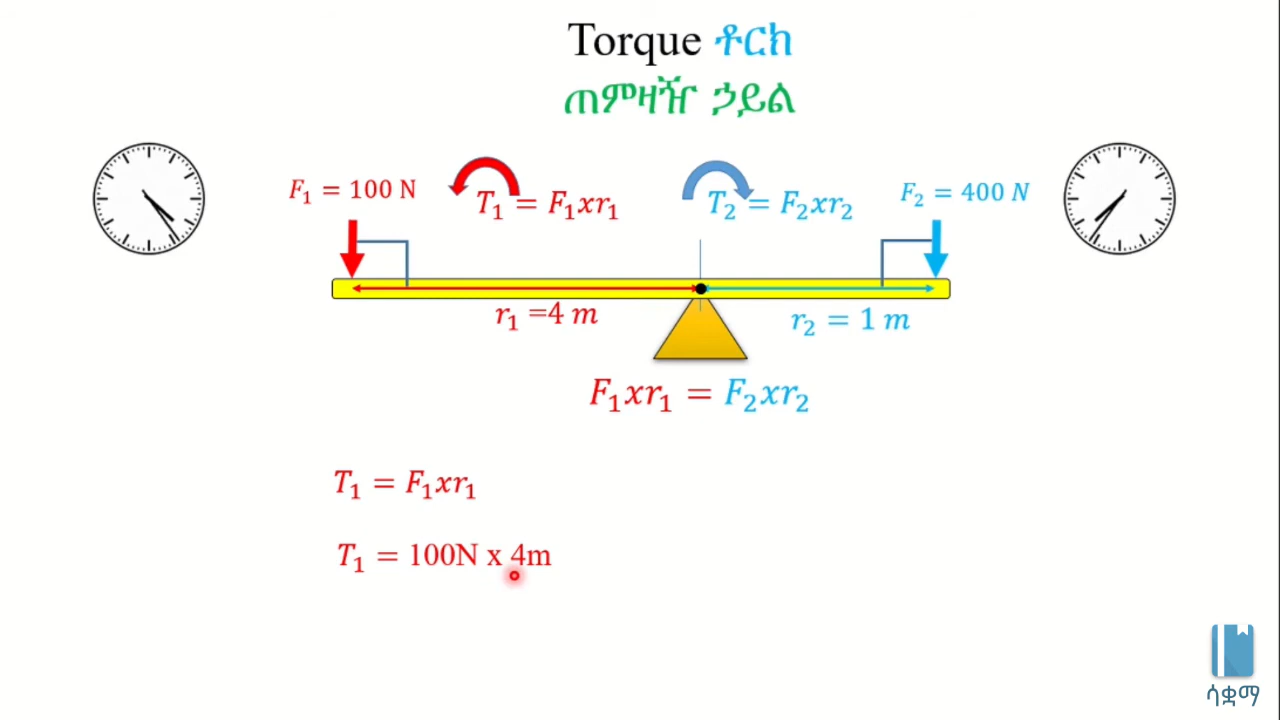 Torque ቶርክ
ጠምዛዥ ኃይል
F₁ = 100 N
T₁ = F₁xr₁
T₂ = F₂xr₂
F₂ = 400 N
r₁ =4 m
r₂ = 1 m
F₁xr₁ = F₂xr₂
T₁ = F₁xr₁
T₁ = 100N x 4m
ሳቋማ